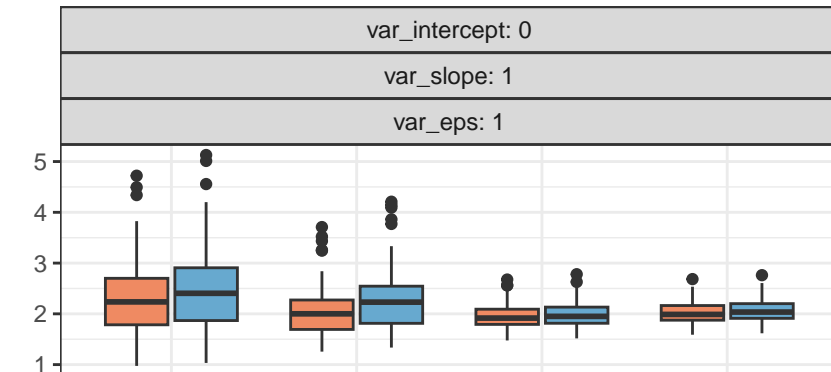 var_intercept: 0
var_slope: 1
var_eps: 1
5
4
3
2
1